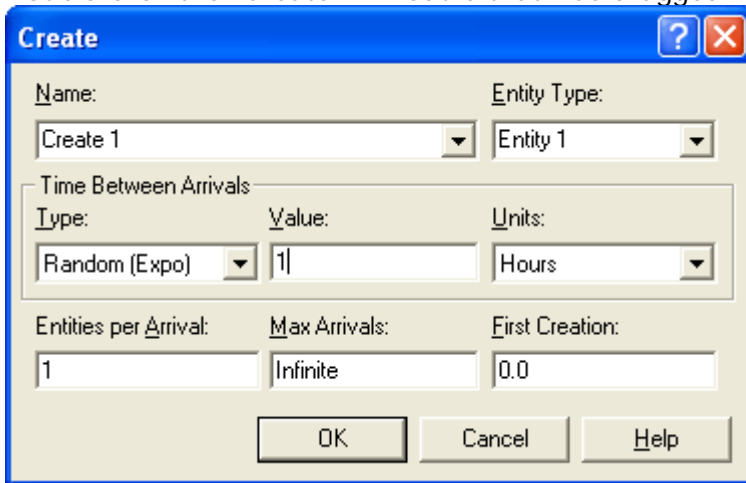 Create
Name: Entity Type:
Create 1 Entity 1
Time Between Arrivals
Type: Value: Units:
Random (Expo) 1 Hours
Entities per Arrival: Max Arrivals: First Creation:
1 Infinite 0.0
OK Cancel Help